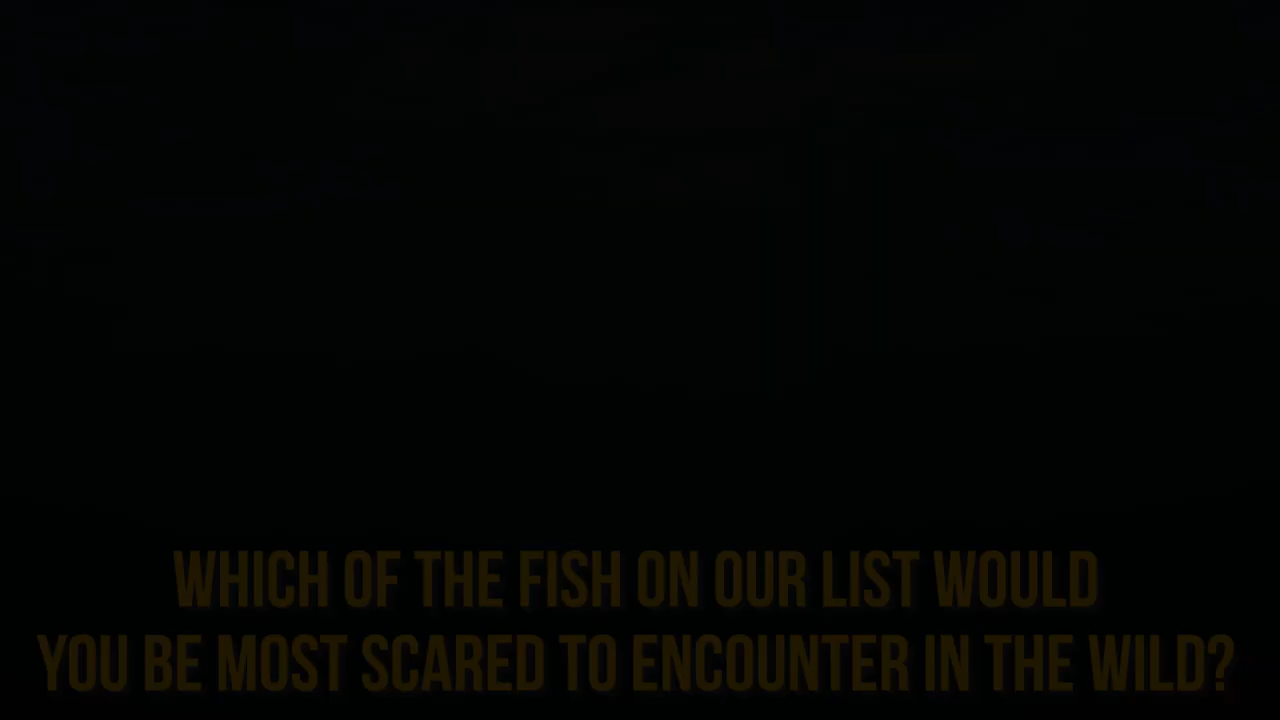 WHICH OF THE FISH ON OUR LIST WOULD
YOU BE MOST SCARED TO ENCOUNTER IN THE WILD?